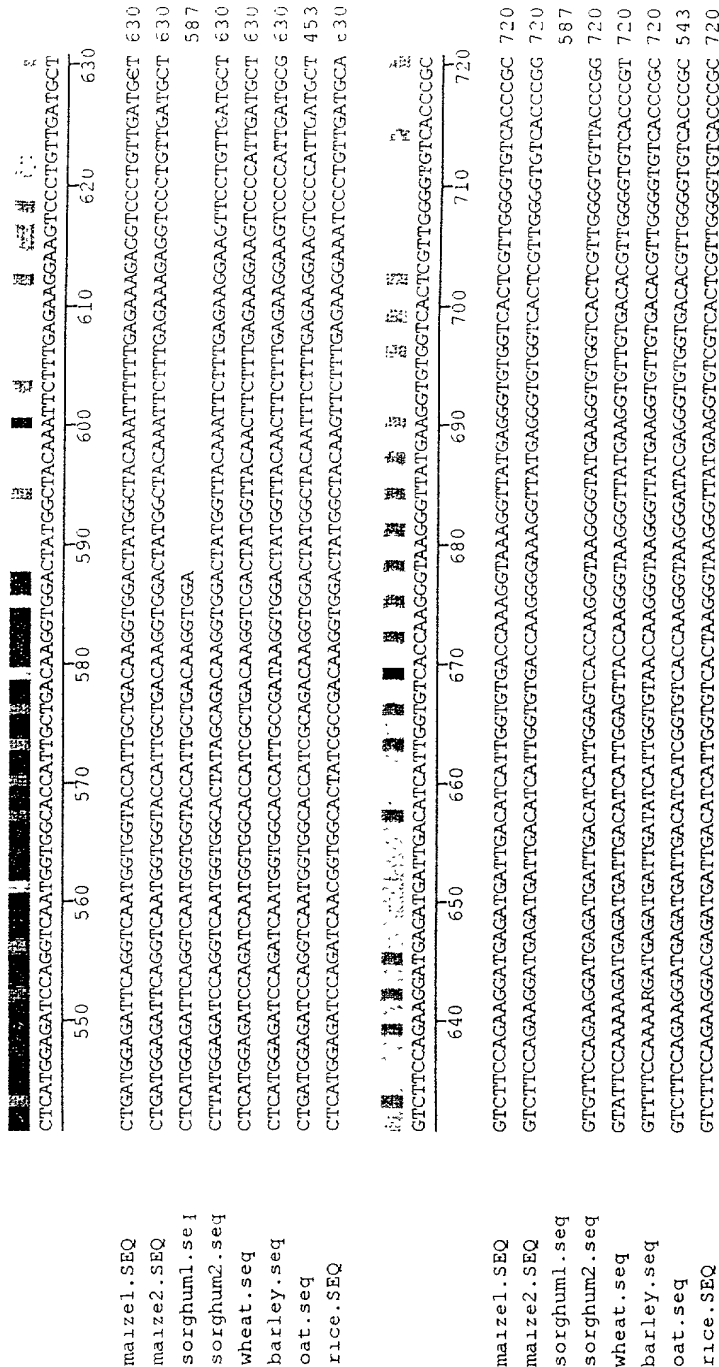 CTCATGGAGATCCAGGTCAATGGTGGCACCATTGCTGACAAGGTGGACTATGGCTACAAATTCTTTGAGAAGGAAGTCCCTGTTGATGCT
550 560 570 580 590 600 610 620 630
maize1.SEQ CTGATGGAGATTCAGGTCAATGGTGGTACCATTGCTGACAAGGTGGACTATGGCTACAAATTTTTTGAGAAAGAGGTCCCTGTTGATGCT 630
maize2.SEQ CTGATGGAGATTCAGGTCAATGGTGGTACCATTGCTGACAAGGTGGACTATGGCTACAAATTCTTTGAGAAAGAGGTCCCTGTTGATGCT 630
sorghum1.seq CTCATGGAGATTCAGGTCAATGGTGGTACCATTGCTGACAAGGTGGA 587
sorghum2.seq CTTATGGAGATCCAGGTCAATGGTGGCACTATAGCAGACAAGGTGGACTATGGTTACAAATTCTTTGAGAAGGAAGTTCCTGTTGATGCT 630
wheat.seq CTCATGGAGATCCAGATCAATGGTGGCACCATCGCTGACAAGGTCGACTATGGTTACAACTTCTTTGAGAAGGAAGTCCCCATTGATGCT 630
barley.seq CTCATGGAGATCCAGATCAATGGTGGCACCATTGCCGATAAGGTGGACTATGGTTACAACTTCTTTGAGAAGGAAGTCCCCATTGATGCG 630
oat.seq CTGATGGAGATCCAGGTCAATGGTGGCACCATCGCAGACAAGGTGGACTATGGCTACAATTTCTTTGAGAAGGAAGTCCCCATTGATGCT 453
rice.SEQ CTCATGGAGATCCAGATCAACGGTGGCACTATCGCCGACAAGGTGGACTATGGCTACAAGTTCTTTGAGAAGGAAATCCCTGTTGATGCA 630
GTCTTCCAGAAGGATGAGATGATTGACATCATTGGTGTCACCAAGGGTAAGGGTTATGAAGGTGTGGTCACTCGTTGGGGTGTCACCCGC
640 650 660 670 680 690 700 710 720
maize1.SEQ GTCTTCCAGAAGGATGAGATGATTGACATCATTGGTGTGACCAAAGGTAAAGGTTATGAGGGTGTGGTCACTCGTTGGGGTGTCACCCGC 720
maize2.SEQ GTCTTCCAGAAGGATGAGATGATTGACATCATTGGTGTGACCAAGGGGAAAGGTTATGAGGGTGTGGTCACTCGTTGGGGTGTCACCCGG 720
sorghum1.seq 587
sorghum2.seq GTGTTCCAGAAGGATGAGATGATTGACATCATTGGAGTCACCAAGGGTAAGGGGTATGAAGGTGTGGTCACTCGTTGGGGTGTTACCCGG 720
wheat.seq GTATTCCAAAAAGATGAGATGATTGACATCATTGGAGTTACCAAGGGTAAGGGTTATGAAGGTGTTGTGACACGTTGGGGTGTCACCCGT 720
barley.seq GTTTTCCAAAARGATGAGATGATTGATATCATTGGTGTAACCAAGGGTAAGGGTTATGAAGGTGTTGTGACACGTTGGGGTGTCACCCGC 720
oat.seq GTCTTCCAGAAGGATGAGATGATTGACATCATCGGTGTCACCAAGGGTAAGGGATACGAGGGTGTGGTGACACGTTGGGGTGTCACCCGC 543
rice.SEQ GTCTTCCAGAAGGACGAGATGATTGACATCATTGGTGTCACTAAGGGTAAGGGTTATGAAGGTGTCGTCACTCGTTGGGGTGTCACCCGC 720